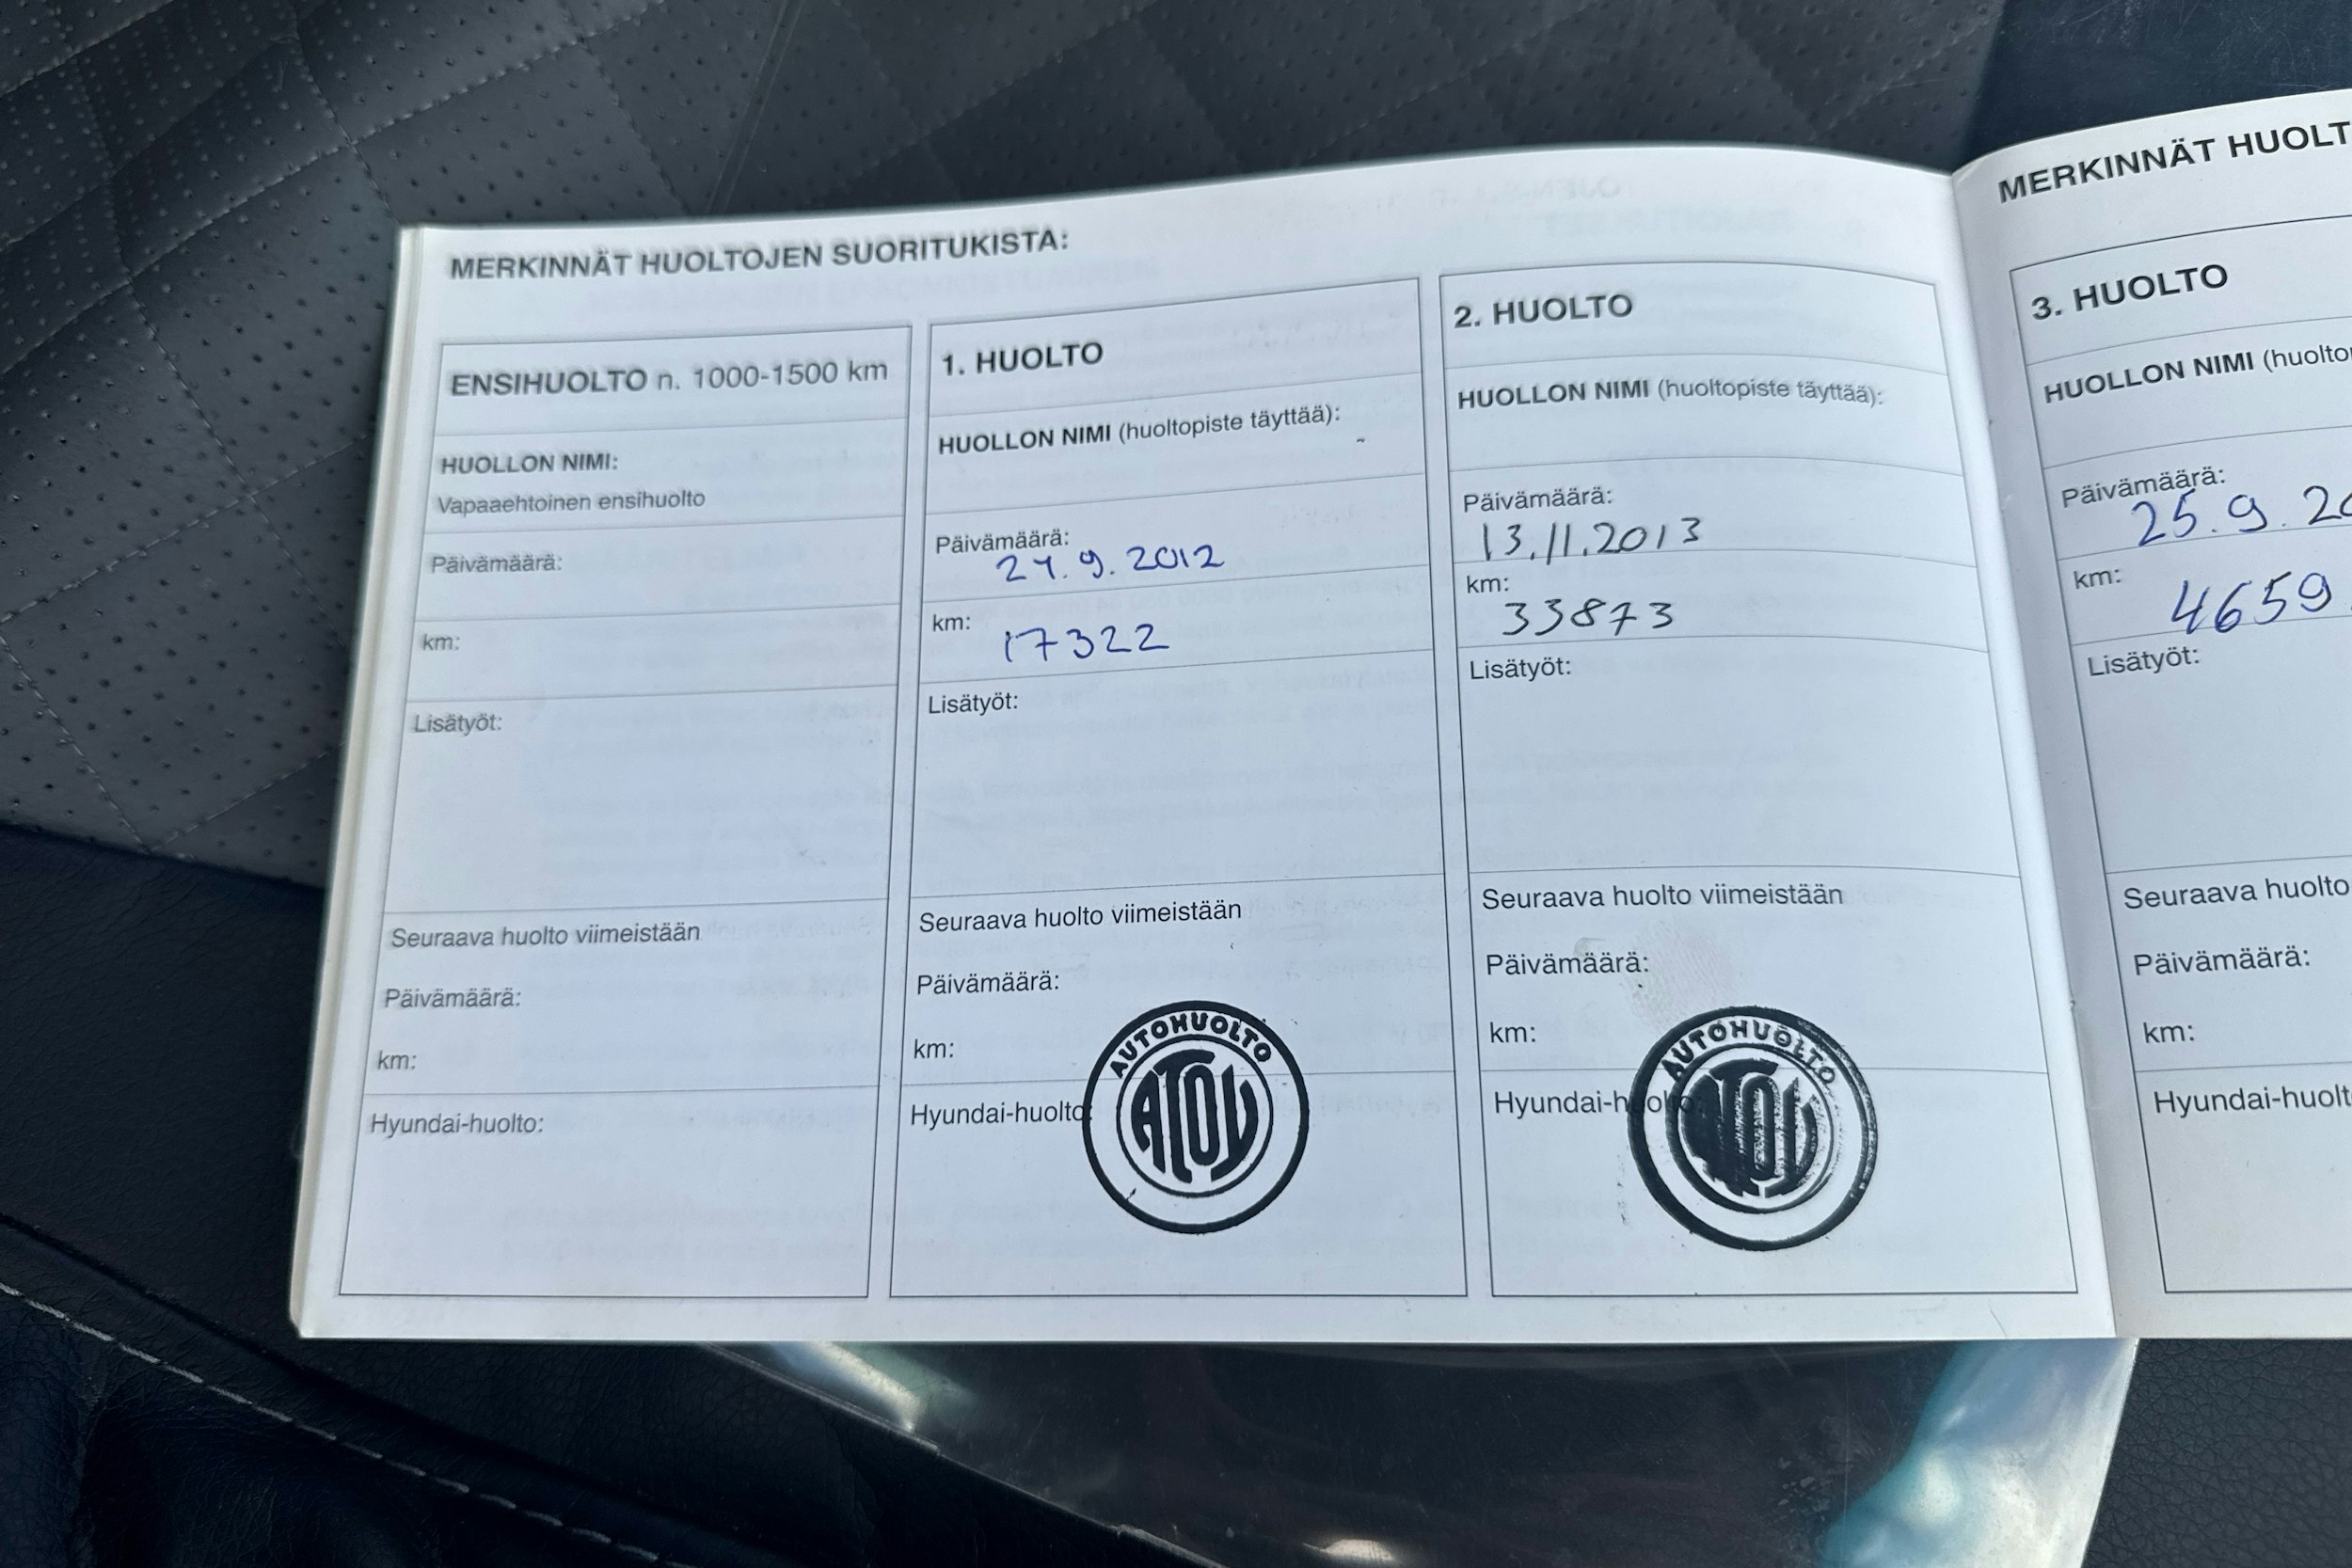 MERKINNÄT HUOLTOJEN SUORITUKISTA:
ENSIHUOLTO n. 1000-1500 km
HUOLLON NIMI:
Vapaaehtoinen ensihuolto
Päivämäärä:
km:
Lisätyöt:
Seuraava huolto viimeistään
Päivämäärä:
km:
Hyundai-huolto:
1. HUOLTO
HUOLLON NIMI (huoltopiste täyttää):
Päivämäärä:
9. 2012
km:
17322
Lisätyöt:
Seuraava huolto viimeistään
Päivämäärä:
km:
Hyundai-huolto:
AUTOHUOLTO
ATOY
2. HUOLTO
HUOLLON NIMI (huoltopiste täyttää):
Päivämäärä:
13.11.2013
km:
33873
Lisätyöt:
Seuraava huolto viimeistään
Päivämäärä:
km:
Hyundai-huolto:
AUTOHUOLTO
ATOY
MERKINNÄT HUOLT
3. HUOLTO
HUOLLON NIMI (huolto
Päivämäärä:
25.9.20
km:
4659
Lisätyöt:
Seuraava huolto
Päivämäärä:
km:
Hyundai-huolt